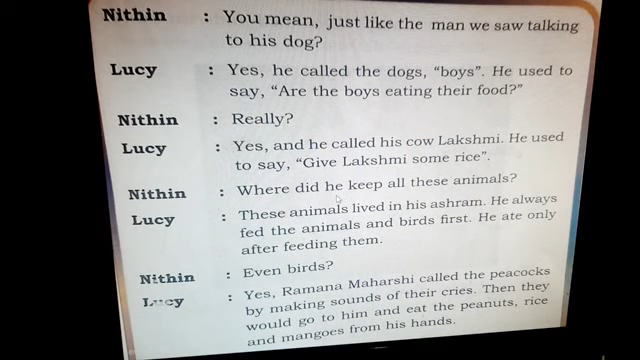 Nithin : You mean, just like the man we saw talking
to his dog?
Lucy : Yes, he called the dogs, “boys”. He used to
say, “Are the boys eating their food?”
Nithin : Really?
Lucy : Yes, and he called his cow Lakshmi. He used
to say, “Give Lakshmi some rice”.
Nithin : Where did he keep all these animals?
Lucy : These animals lived in his ashram. He always
fed the animals and birds first. He ate only
after feeding them.
Nithin : Even birds?
Lucy : Yes, Ramana Maharshi called the peacocks
by making sounds of their cries. Then they
would go to him and eat the peanuts, rice
and mangoes from his hands.